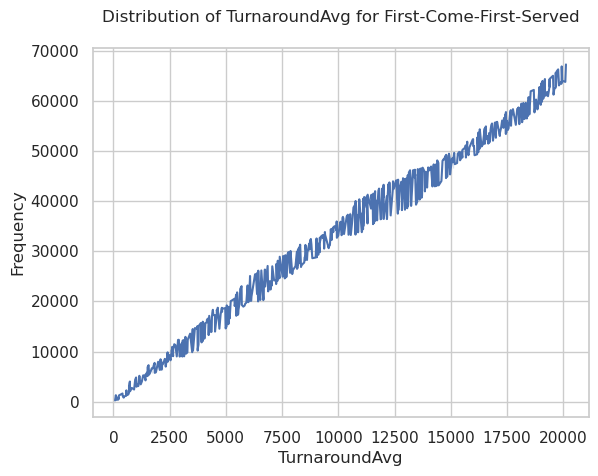 Distribution of TurnaroundAvg for First-Come-First-Served
70000
60000
50000
40000
30000
20000
10000
0
Frequency
0 2500 5000 7500 10000 12500 15000 17500 20000
TurnaroundAvg